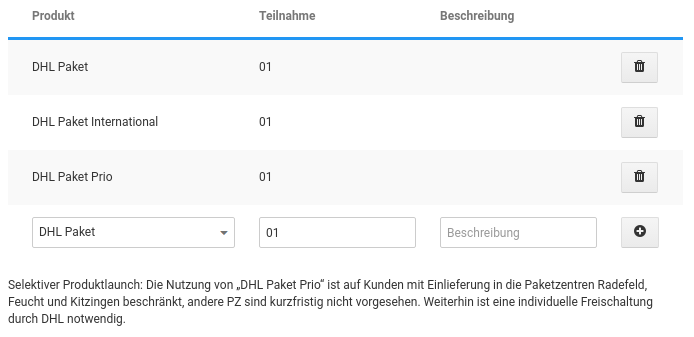 Produkt Teilnahme Beschreibung
DHL Paket 01
DHL Paket International 01
DHL Paket Prio 01
DHL Paket 01 Beschreibung
Selektiver Produktlaunch: Die Nutzung von „DHL Paket Prio“ ist auf Kunden mit Einlieferung in die Paketzentren Radefeld,
Feucht und Kitzingen beschränkt, andere PZ sind kurzfristig nicht vorgesehen. Weiterhin ist eine individuelle Freischaltung
durch DHL notwendig.